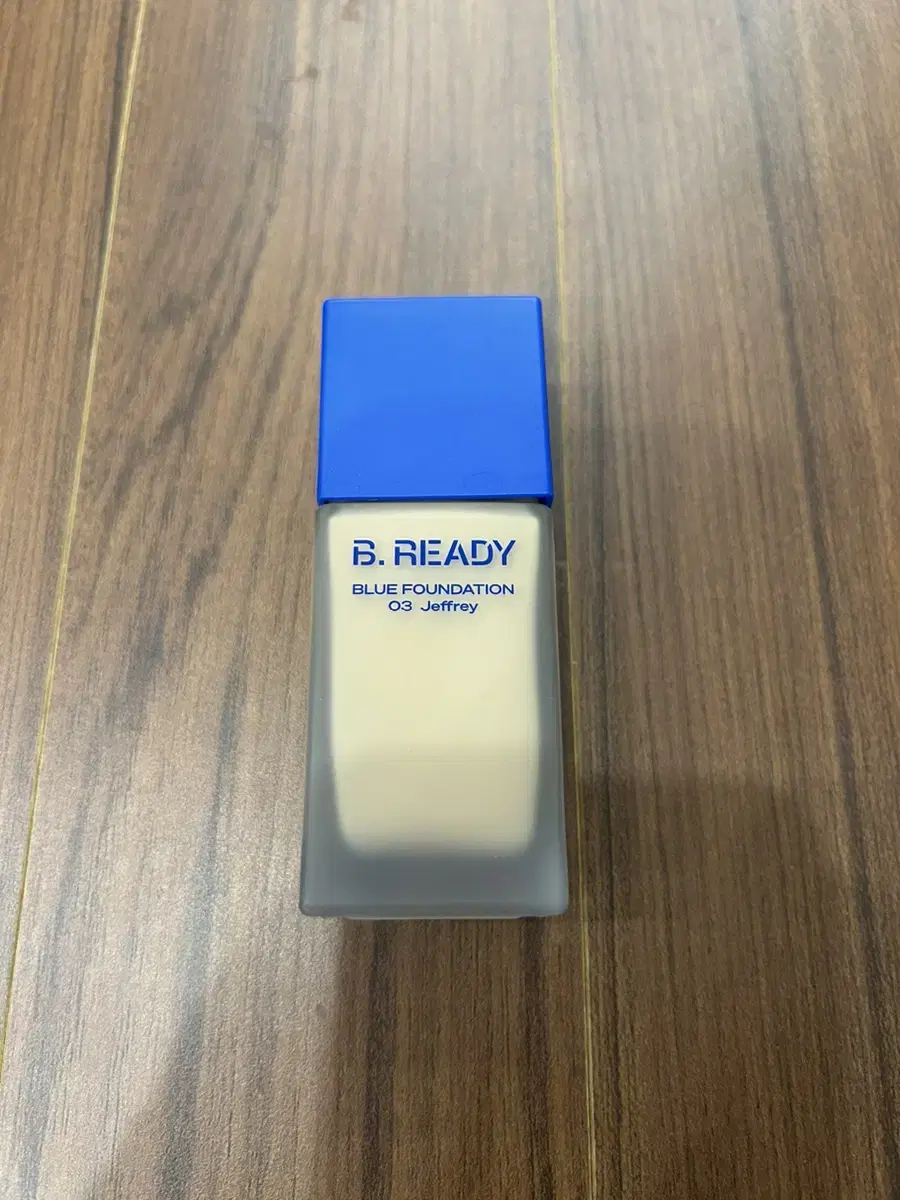 B. READY
BLUE FOUNDATION
03 Jeffrey